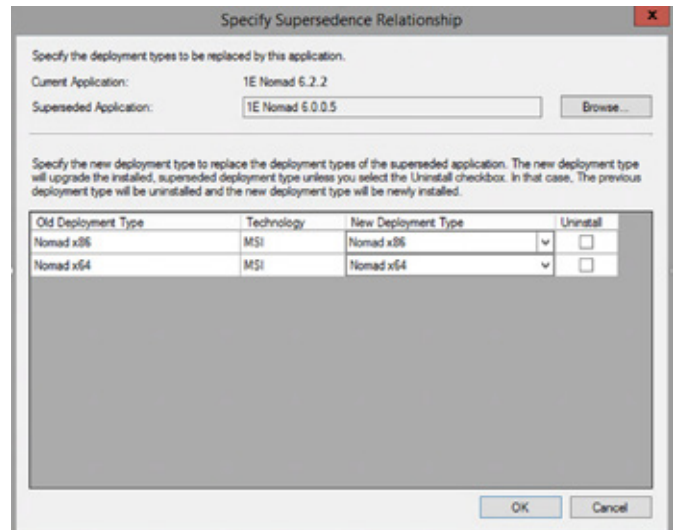 Specify Supersedence Relationship
x
Specify the deployment types to be replaced by this application.
Current Application: 1E Nomad 6.2.2
Superseded Application: 1E Nomad 6.0.0.5 Browse...
Specify the new deployment type to replace the deployment types of the superseded application. The new deployment type
will upgrade the installed, superseded deployment type unless you select the Uninstall checkbox. In that case, The previous
deployment type will be uninstalled and the new deployment type will be newly installed.
Old Deployment Type Technology New Deployment Type Uninstall
Nomad x86 MSI Nomad x86
Nomad x64 MSI Nomad x64
OK Cancel